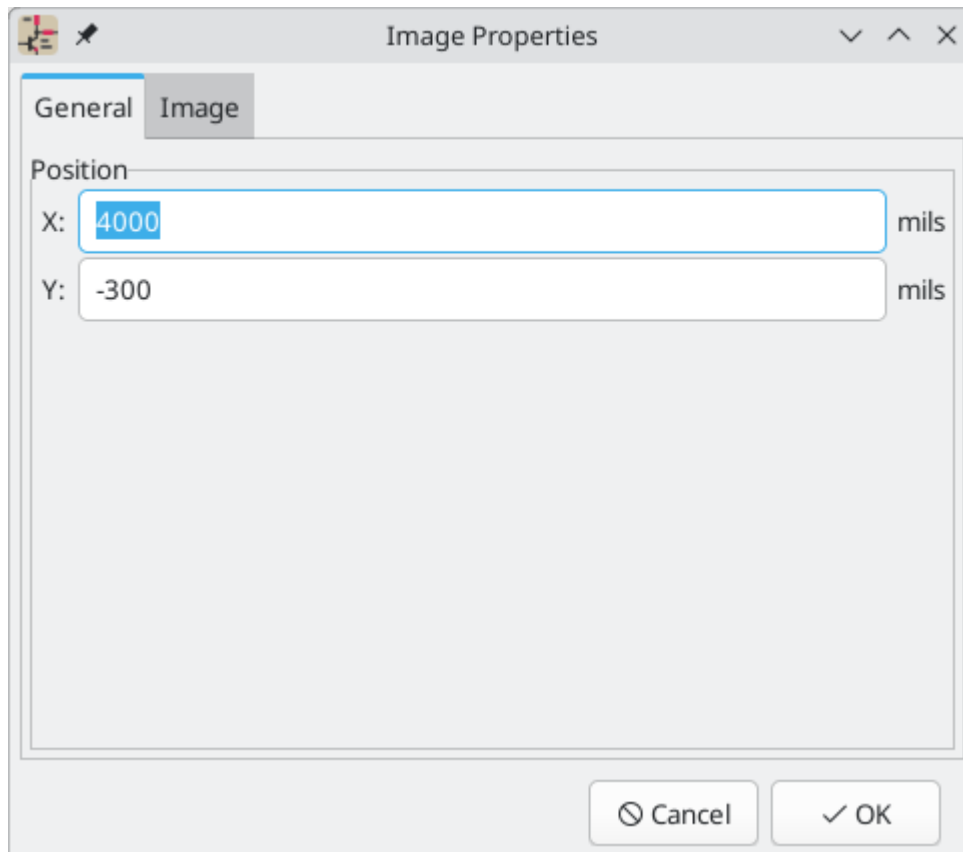 Image Properties
General Image
Position
X: 4000 mils
Y: -300 mils
Cancel OK